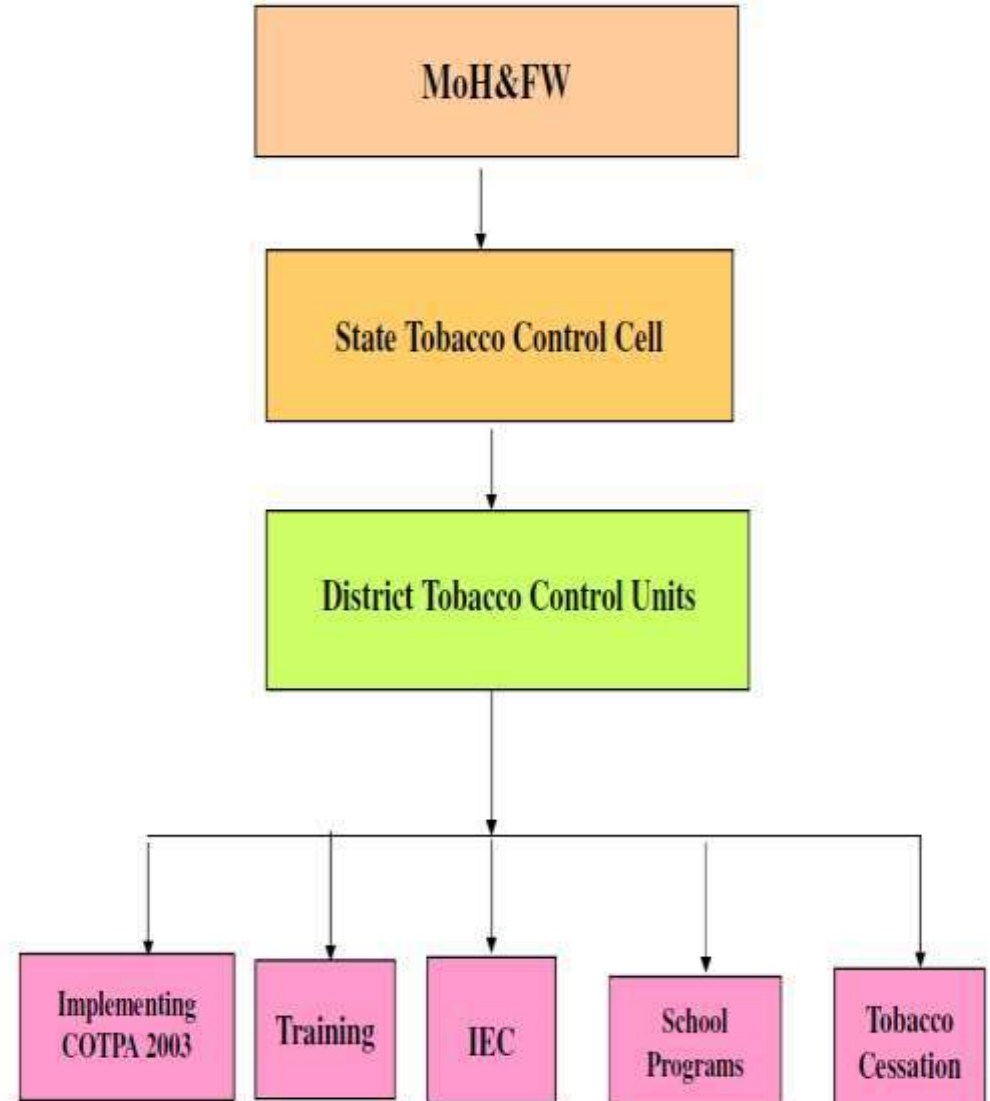 MoH&FW
State Tobacco Control Cell
District Tobacco Control Units
Implementing
COTPA 2003
Training
IEC
School
Programs
Tobacco
Cessation